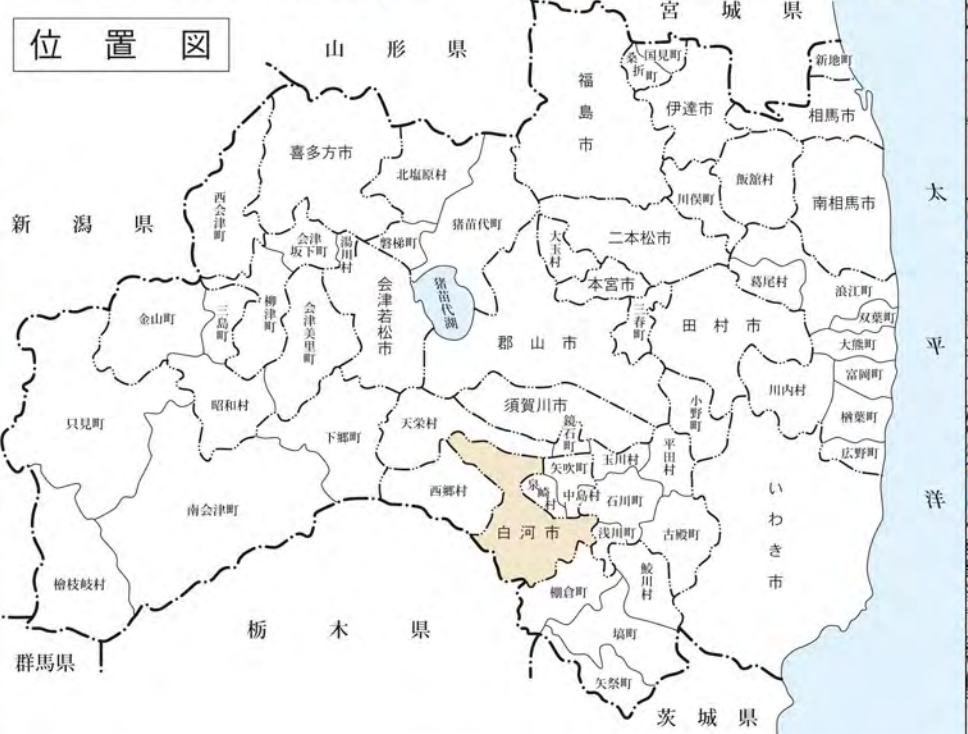 位置図
宮城県
山形県
新潟県
福島市
桑折町
国見町
伊達市
新地町
相馬市
喜多方市
北塩原村
西会津町
会津坂下町
湯川村
磐梯町
猪苗代町
猪苗代湖
大玉村
二本松市
本宮市
川俣町
飯舘村
南相馬市
太平洋
葛尾村
浪江町
双葉町
大熊町
富岡町
楢葉町
広野町
川内村
田村市
三春町
郡山市
会津若松市
会津美里町
柳津町
三島町
金山町
昭和村
只見町
下郷町
天栄村
須賀川市
鏡石町
小野町
平田村
玉川村
矢吹町
泉崎村
中島村
石川町
西郷村
白河市
浅川町
古殿町
いわき市
南会津町
檜枝岐村
棚倉町
鮫川村
塙町
矢祭町
栃木県
群馬県
茨城県